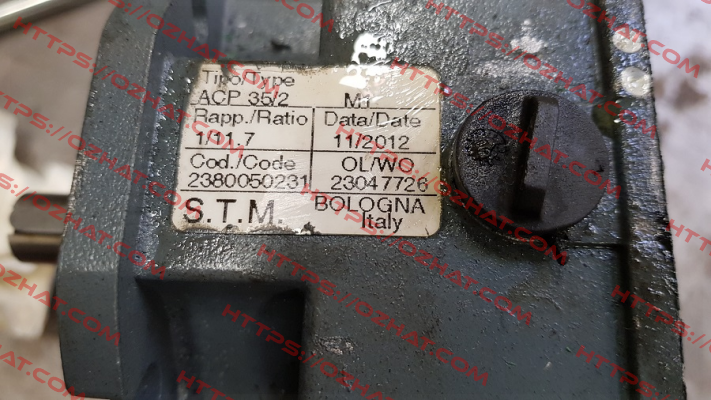 Tipo/Type
ACP 35/2 M1
Rapp./Ratio Data/Date
1/11.7 11/2012
Cod./Code OL/WO
2380050231 23047726
S.T.M. BOLOGNA
Italy
HTTPS://OZHAT.COM